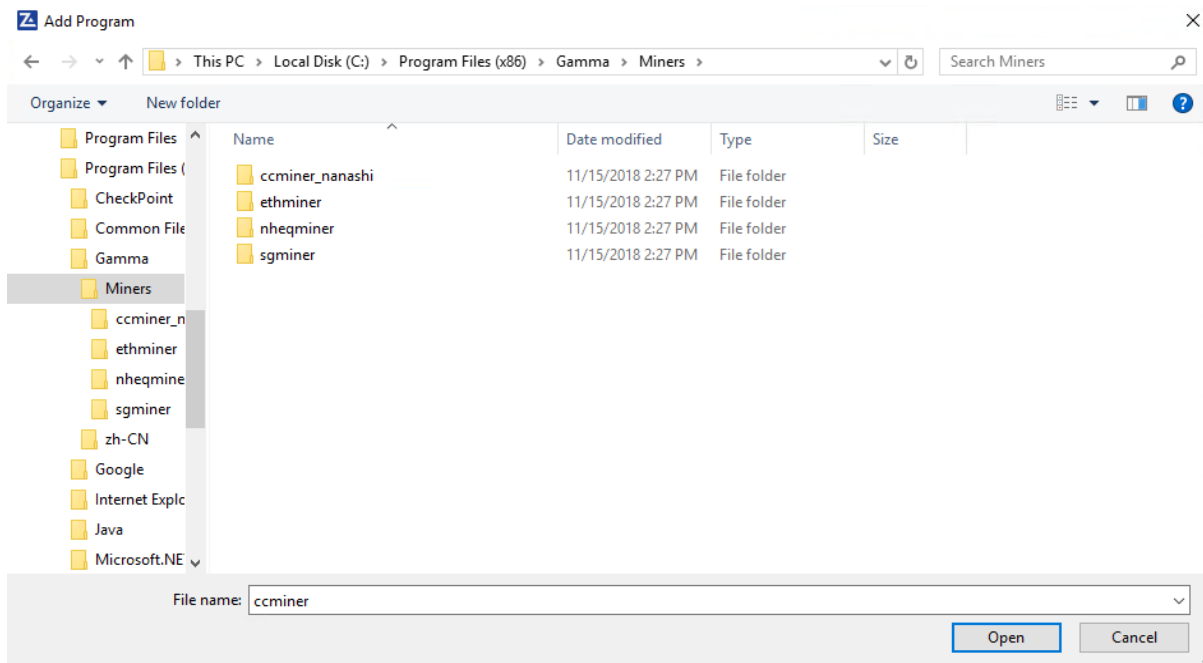 Add Program
This PC > Local Disk (C:) > Program Files (x86) > Gamma > Miners >
Search Miners
Organize
New folder
Program Files
Program Files (
CheckPoint
Common File
Gamma
Miners
ccminer_n
ethminer
nheqmine
sgminer
zh-CN
Google
Internet Explo
Java
Microsoft.NE
Name Date modified Type Size
ccminer_nanashi 11/15/2018 2:27 PM File folder
ethminer 11/15/2018 2:27 PM File folder
nheqminer 11/15/2018 2:27 PM File folder
sgminer 11/15/2018 2:27 PM File folder
File name: ccminer
Open Cancel